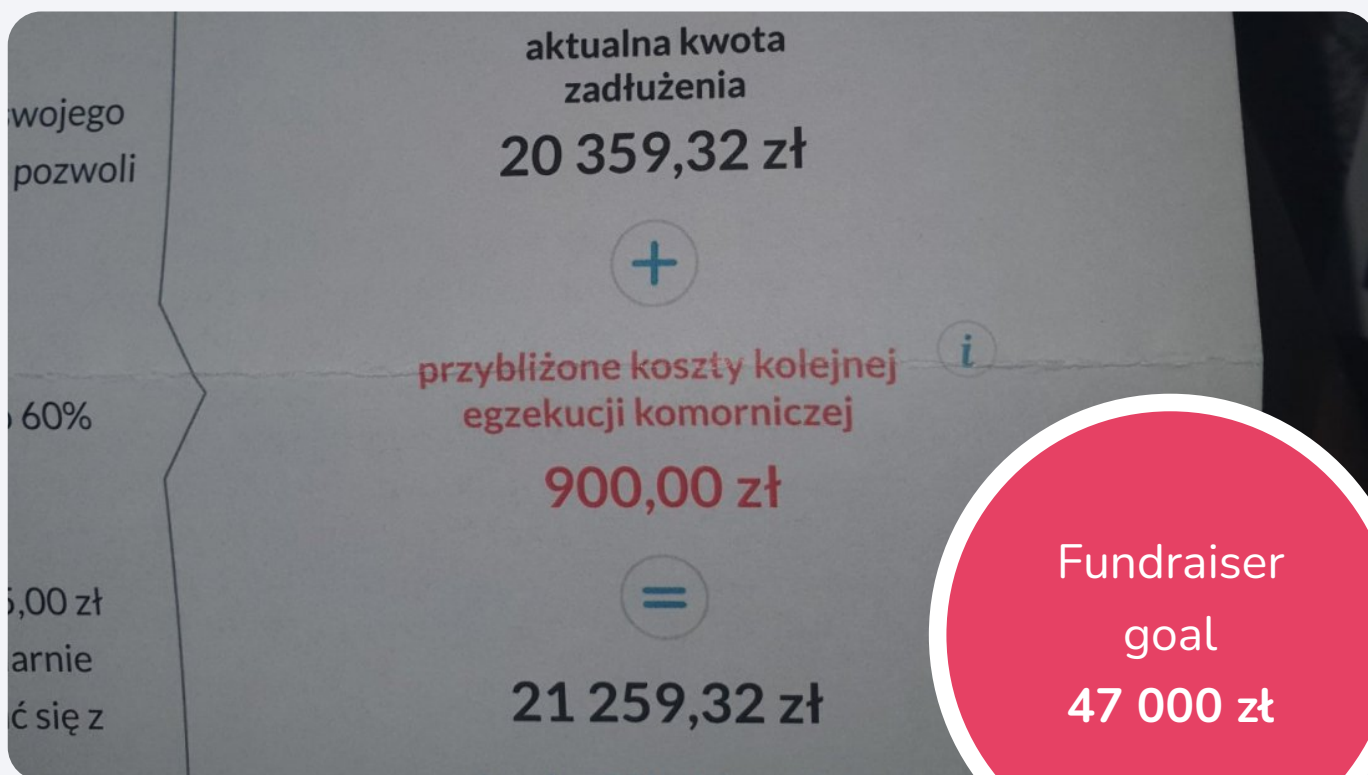 wojego
pozwoli
60%
5,00 zł
arnie
ć się z
aktualna kwota
zadłużenia
20 359,32 zł
+
przybliżone koszty kolejnej
i
egzekucji komorniczej
900,00 zł
=
21 259,32 zł
Fundraiser
goal
47 000 zł